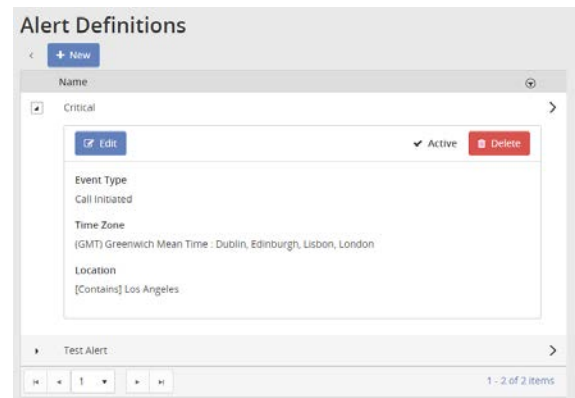 Alert Definitions
+ New
Name
Critical
Edit
Active
Delete
Event Type
Call Initiated
Time Zone
(GMT) Greenwich Mean Time : Dublin, Edinburgh, Lisbon, London
Location
[Contains] Los Angeles
Test Alert
1
1 - 2 of 2 items